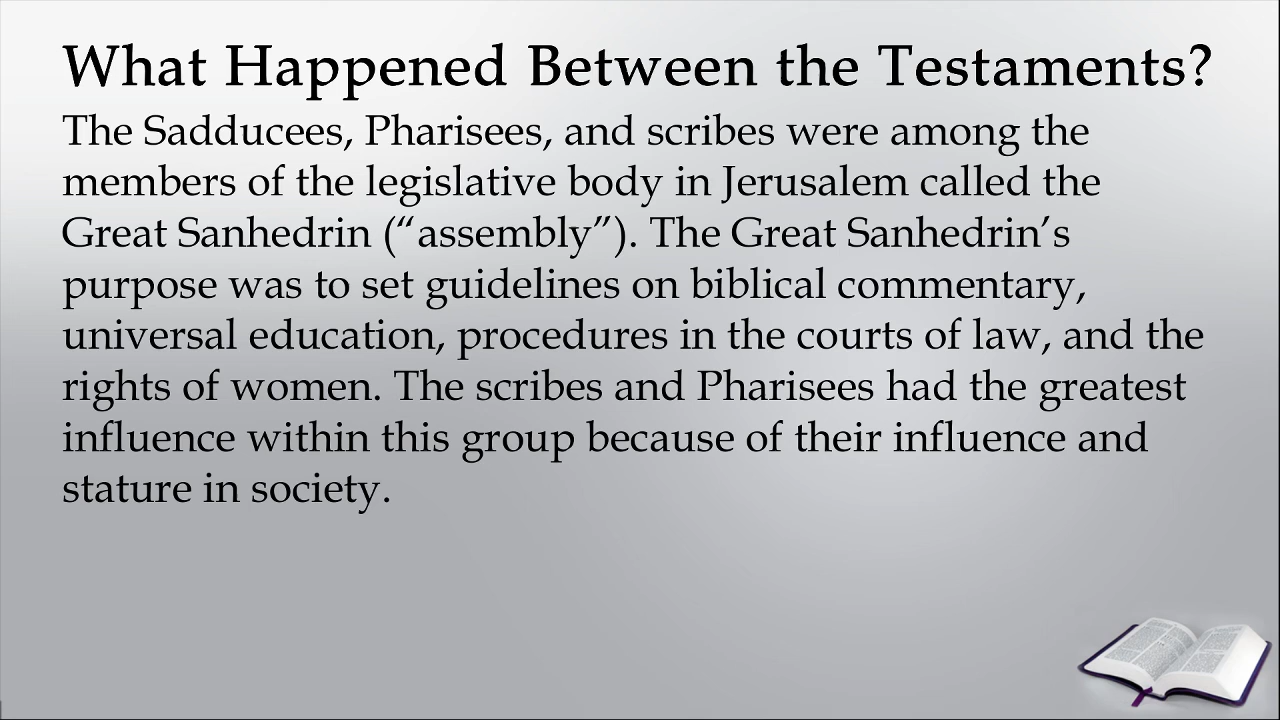 What Happened Between the Testaments?
The Sadducees, Pharisees, and scribes were among the
members of the legislative body in Jerusalem called the
Great Sanhedrin (“assembly”). The Great Sanhedrin’s
purpose was to set guidelines on biblical commentary,
universal education, procedures in the courts of law, and the
rights of women. The scribes and Pharisees had the greatest
influence within this group because of their influence and
stature in society.